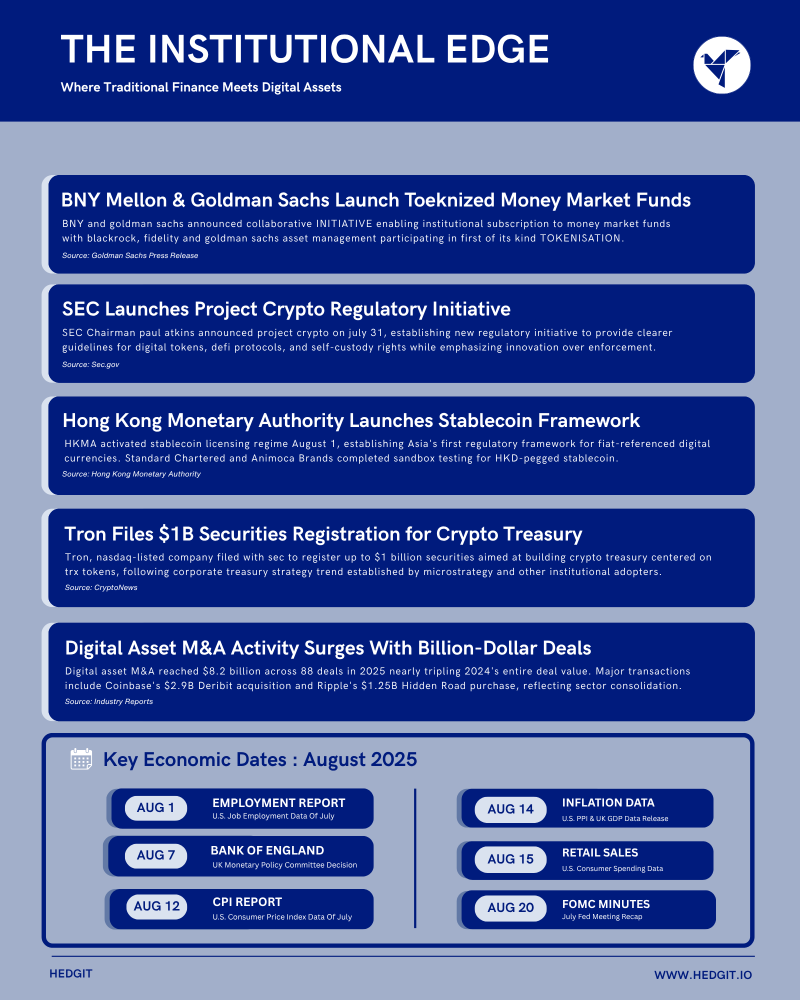 THE INSTITUTIONAL EDGE
Where Traditional Finance Meets Digital Assets
BNY Mellon & Goldman Sachs Launch Toeknized Money Market Funds
BNY and goldman sachs announced collaborative INITIATIVE enabling institutional subscription to money market funds
with blackrock, fidelity and goldman sachs asset management participating in first of its kind TOKENISATION.
Source: Goldman Sachs Press Release
SEC Launches Project Crypto Regulatory Initiative
SEC Chairman paul atkins announced project crypto on july 31, establishing new regulatory initiative to provide clearer
guidelines for digital tokens, defi protocols, and self-custody rights while emphasizing innovation over enforcement.
Source: Sec.gov
Hong Kong Monetary Authority Launches Stablecoin Framework
HKMA activated stablecoin licensing regime August 1, establishing Asia's first regulatory framework for fiat-referenced digital
currencies. Standard Chartered and Animoca Brands completed sandbox testing for HKD-pegged stablecoin.
Source: Hong Kong Monetary Authority
Tron Files $1B Securities Registration for Crypto Treasury
Tron, nasdaq-listed company filed with sec to register up to $1 billion securities aimed at building crypto treasury centered on
trx tokens, following corporate treasury strategy trend established by microstrategy and other institutional adopters.
Source: CryptoNews
Digital Asset M&A Activity Surges With Billion-Dollar Deals
Digital asset M&A reached $8.2 billion across 88 deals in 2025 nearly tripling 2024's entire deal value. Major transactions
include Coinbase's $2.9B Deribit acquisition and Ripple's $1.25B Hidden Road purchase, reflecting sector consolidation.
Source: Industry Reports
Key Economic Dates : August 2025
AUG 1
EMPLOYMENT REPORT
U.S. Job Employment Data Of July
AUG 7
BANK OF ENGLAND
UK Monetary Policy Committee Decision
AUG 12
CPI REPORT
U.S. Consumer Price Index Data Of July
AUG 14
INFLATION DATA
U.S. PPI & UK GDP Data Release
AUG 15
RETAIL SALES
U.S. Consumer Spending Data
AUG 20
FOMC MINUTES
July Fed Meeting Recap
HEDGIT
WWW.HEDGIT.IO